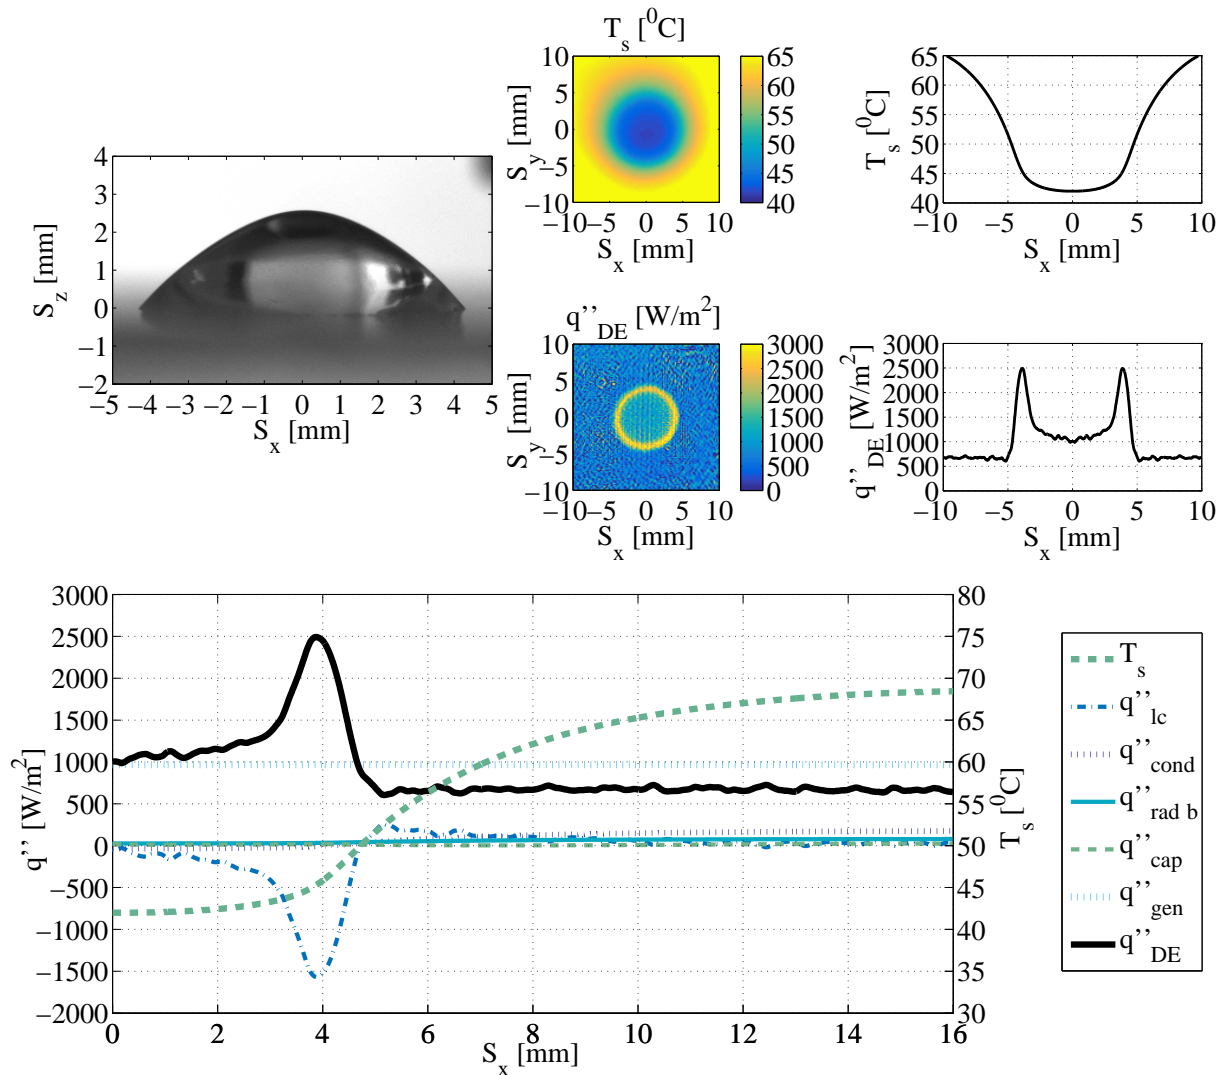 T_s [^0C]
10
5
0
−5
−10
−10 −5 0 5 10
S_y [mm]
S_x [mm]
65
60
55
50
45
40
65
60
55
50
45
40
−10 −5 0 5 10
T_s [^0C]
S_x [mm]
4
3
2
1
0
−1
−2
−5 −4 −3 −2 −1 0 1 2 3 4 5
S_z [mm]
S_x [mm]
q’’_DE [W/m^2]
10
5
0
−5
−10
−10 −5 0 5 10
S_y [mm]
S_x [mm]
3000
2500
2000
1500
1000
500
0
3000
2500
2000
1500
1000
500
0
−10 −5 0 5 10
q’’_DE [W/m^2]
S_x [mm]
3000
2500
2000
1500
1000
500
0
−500
−1000
−1500
−2000
q’’ [W/m^2]
0 2 4 6 8 10 12 14 16
S_x [mm]
80
75
70
65
60
55
50
45
40
35
30
T_s [^0C]
T_s
q’’_lc
q’’_cond
q’’_rad b
q’’_cap
q’’_gen
q’’_DE